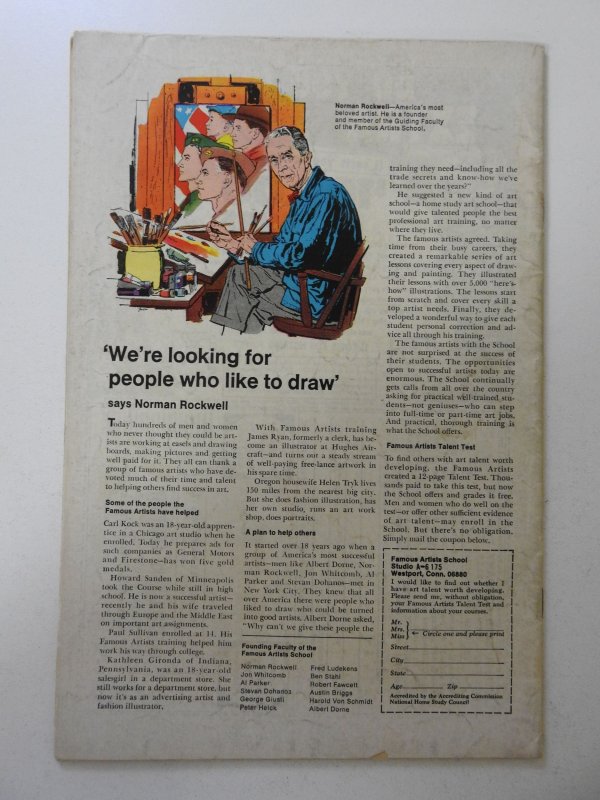 Norman Rockwell—America's most
beloved artist. He is a founder
and member of the Guiding Faculty
of the Famous Artists School.
'We're looking for
people who like to draw'
says Norman Rockwell
Today hundreds of men and women
who never thought they could be art-
ists are working at easels and drawing
boards, making pictures and getting
well paid for it. They all can thank a
group of famous artists who have de-
voted much of their time and talent
to helping others find success in art.
Some of the people the
Famous Artists have helped
Carl Kock was an 18-year-old appren-
tice in a Chicago art studio when he
enrolled. Today he prepares ads for
such companies as General Motors
and Firestone—has won five gold
medals.
Howard Sanden of Minneapolis
took the Course while still in high
school. He is now a successful artist—
recently he and his wife traveled
through Europe and the Middle East
on important art assignments.
Paul Sullivan enrolled at 41. His
Famous Artists training helped him
work his way through college.
Kathleen Gironda of Indiana,
Pennsylvania, was an 18-year-old
salesgirl in a department store. She
still works for a department store, but
now it's as an advertising artist and
fashion illustrator.
With Famous Artists training
James Ryan, formerly a clerk, has be-
come an illustrator at Hughes Air-
craft—and turns out a steady stream
of well-paying free-lance artwork in
his spare time.
Oregon housewife Helen Tryk lives
150 miles from the nearest big city.
But she does fashion illustration, has
her own studio, runs an art work
shop, does portraits.
A plan to help others
It started over 18 years ago when a
group of America's most successful
artists—men like Albert Dorne, Nor-
man Rockwell, Jon Whitcomb, Al
Parker and Stevan Dohanos—met in
New York City. They knew that all
over America there were people who
liked to draw who could be turned
into good artists. Albert Dorne asked,
"Why can't we give these people the
Founding Faculty of the
Famous Artists School
Norman Rockwell
Jon Whitcomb
Al Parker
Stevan Dohanos
George Giusti
Peter Helck
Fred Ludekens
Ben Stahl
Robert Fawcett
Austin Briggs
Harold Von Schmidt
Albert Dorne
training they need—including all the
trade secrets and know-how we've
learned over the years?"
He suggested a new kind of art
school—a home study art school—that
would give talented people the best
professional art training, no matter
where they live.
The famous artists agreed. Taking
time from their busy careers, they
created a remarkable series of art
lessons covering every aspect of draw-
ing and painting. They illustrated
their lessons with over 5,000 "here's-
how" illustrations. The lessons start
from scratch and cover every skill a
top artist needs. Finally, they de-
veloped a wonderful way to give each
student personal correction and ad-
vice all through his training.
The famous artists with the School
are not surprised at the success of
their students. The opportunities
open to successful artists today are
enormous. The School continually
gets calls from all over the country
asking for practical well-trained stu-
dents—not geniuses—who can step
into full-time or part-time art jobs.
And practical, thorough training is
what the School offers.
Famous Artists Talent Test
To find others with art talent worth
developing, the Famous Artists
created a 12-page Talent Test. Thou-
sands paid to take this test, but now
the School offers and grades it free.
Men and women who do well on the
test—or offer other sufficient evidence
of art talent—may enroll in the
School. But there's no obligation.
Simply mail the coupon below.
Famous Artists School
Studio A-6175
Westport, Conn. 06880
I would like to find out whether I
have art talent worth developing.
Please send me, without obligation,
your Famous Artists Talent Test and
information about your courses.
Mr.
Mrs.
Miss ← Circle one and please print
Street
City
State
Age Zip
Accredited by the Accrediting Commission
National Home Study Council